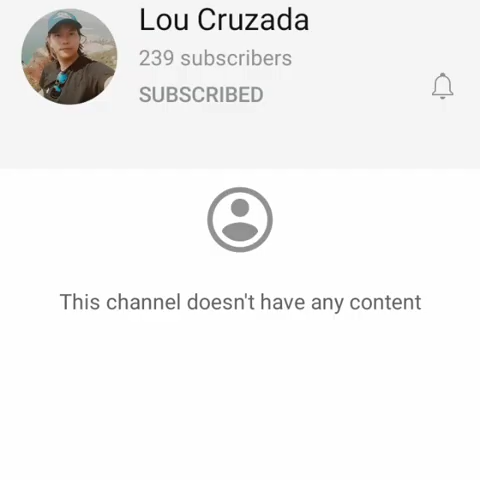 Lou Cruzada
239 subscribers
SUBSCRIBED
This channel doesn't have any content